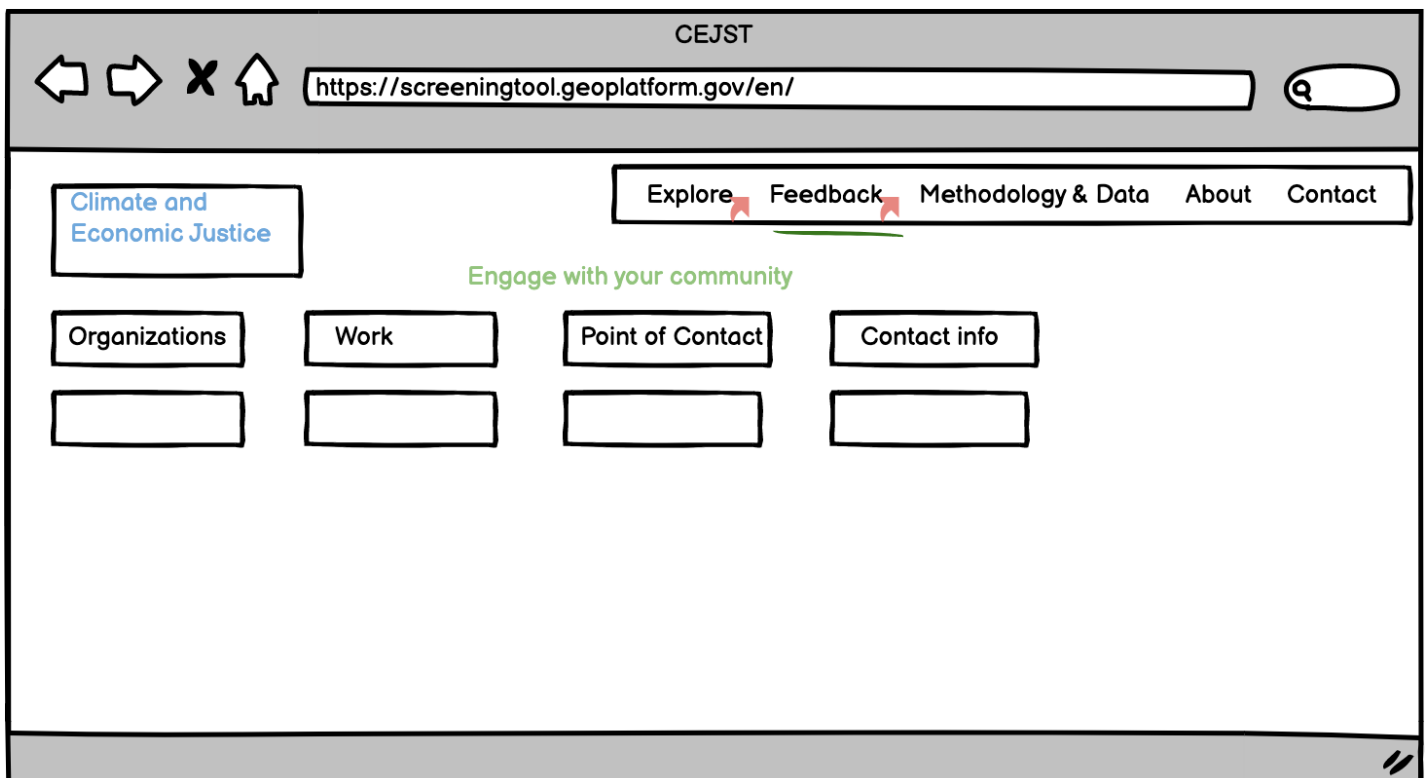 CEJST
https://screeningtool.geoplatform.gov/en/
Explore Feedback Methodology & Data About Contact
Climate and
Economic Justice
Engage with your community
Organizations Work Point of Contact Contact info